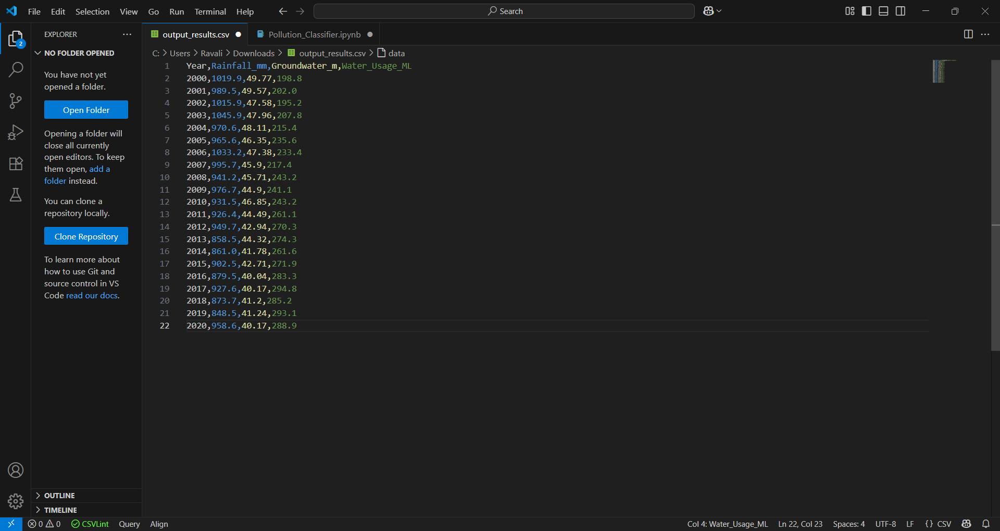 File Edit Selection View Go Run Terminal Help
Search
EXPLORER
2
NO FOLDER OPENED
You have not yet
opened a folder.
Open Folder
Opening a folder will
close all currently
open editors. To keep
them open, add a
folder instead.
You can clone a
repository locally.
Clone Repository
To learn more about
how to use Git and
source control in VS
Code read our docs.
OUTLINE
TIMELINE
output_results.csv Pollution_Classifier.ipynb
C: > Users > Ravali > Downloads > output_results.csv > data
1 Year,Rainfall_mm,Groundwater_m,Water_Usage_ML
2 2000,1019.9,49.77,198.8
3 2001,989.5,49.57,202.0
4 2002,1015.9,47.58,195.2
5 2003,1045.9,47.96,207.8
6 2004,970.6,48.11,215.4
7 2005,965.6,46.35,235.6
8 2006,1033.2,47.38,233.4
9 2007,995.7,45.9,217.4
10 2008,941.2,45.71,243.2
11 2009,976.7,44.9,241.1
12 2010,931.5,46.85,243.2
13 2011,926.4,44.49,261.1
14 2012,949.7,42.94,270.3
15 2013,858.5,44.32,274.3
16 2014,861.0,41.78,261.6
17 2015,902.5,42.71,271.9
18 2016,879.5,40.04,283.3
19 2017,927.6,40.17,294.8
20 2018,873.7,41.2,285.2
21 2019,848.5,41.24,293.1
22 2020,958.6,40.17,288.9
0 0 CSVLint Query Align Col 4: Water_Usage_ML Ln 22, Col 23 Spaces: 4 UTF-8 LF {} CSV